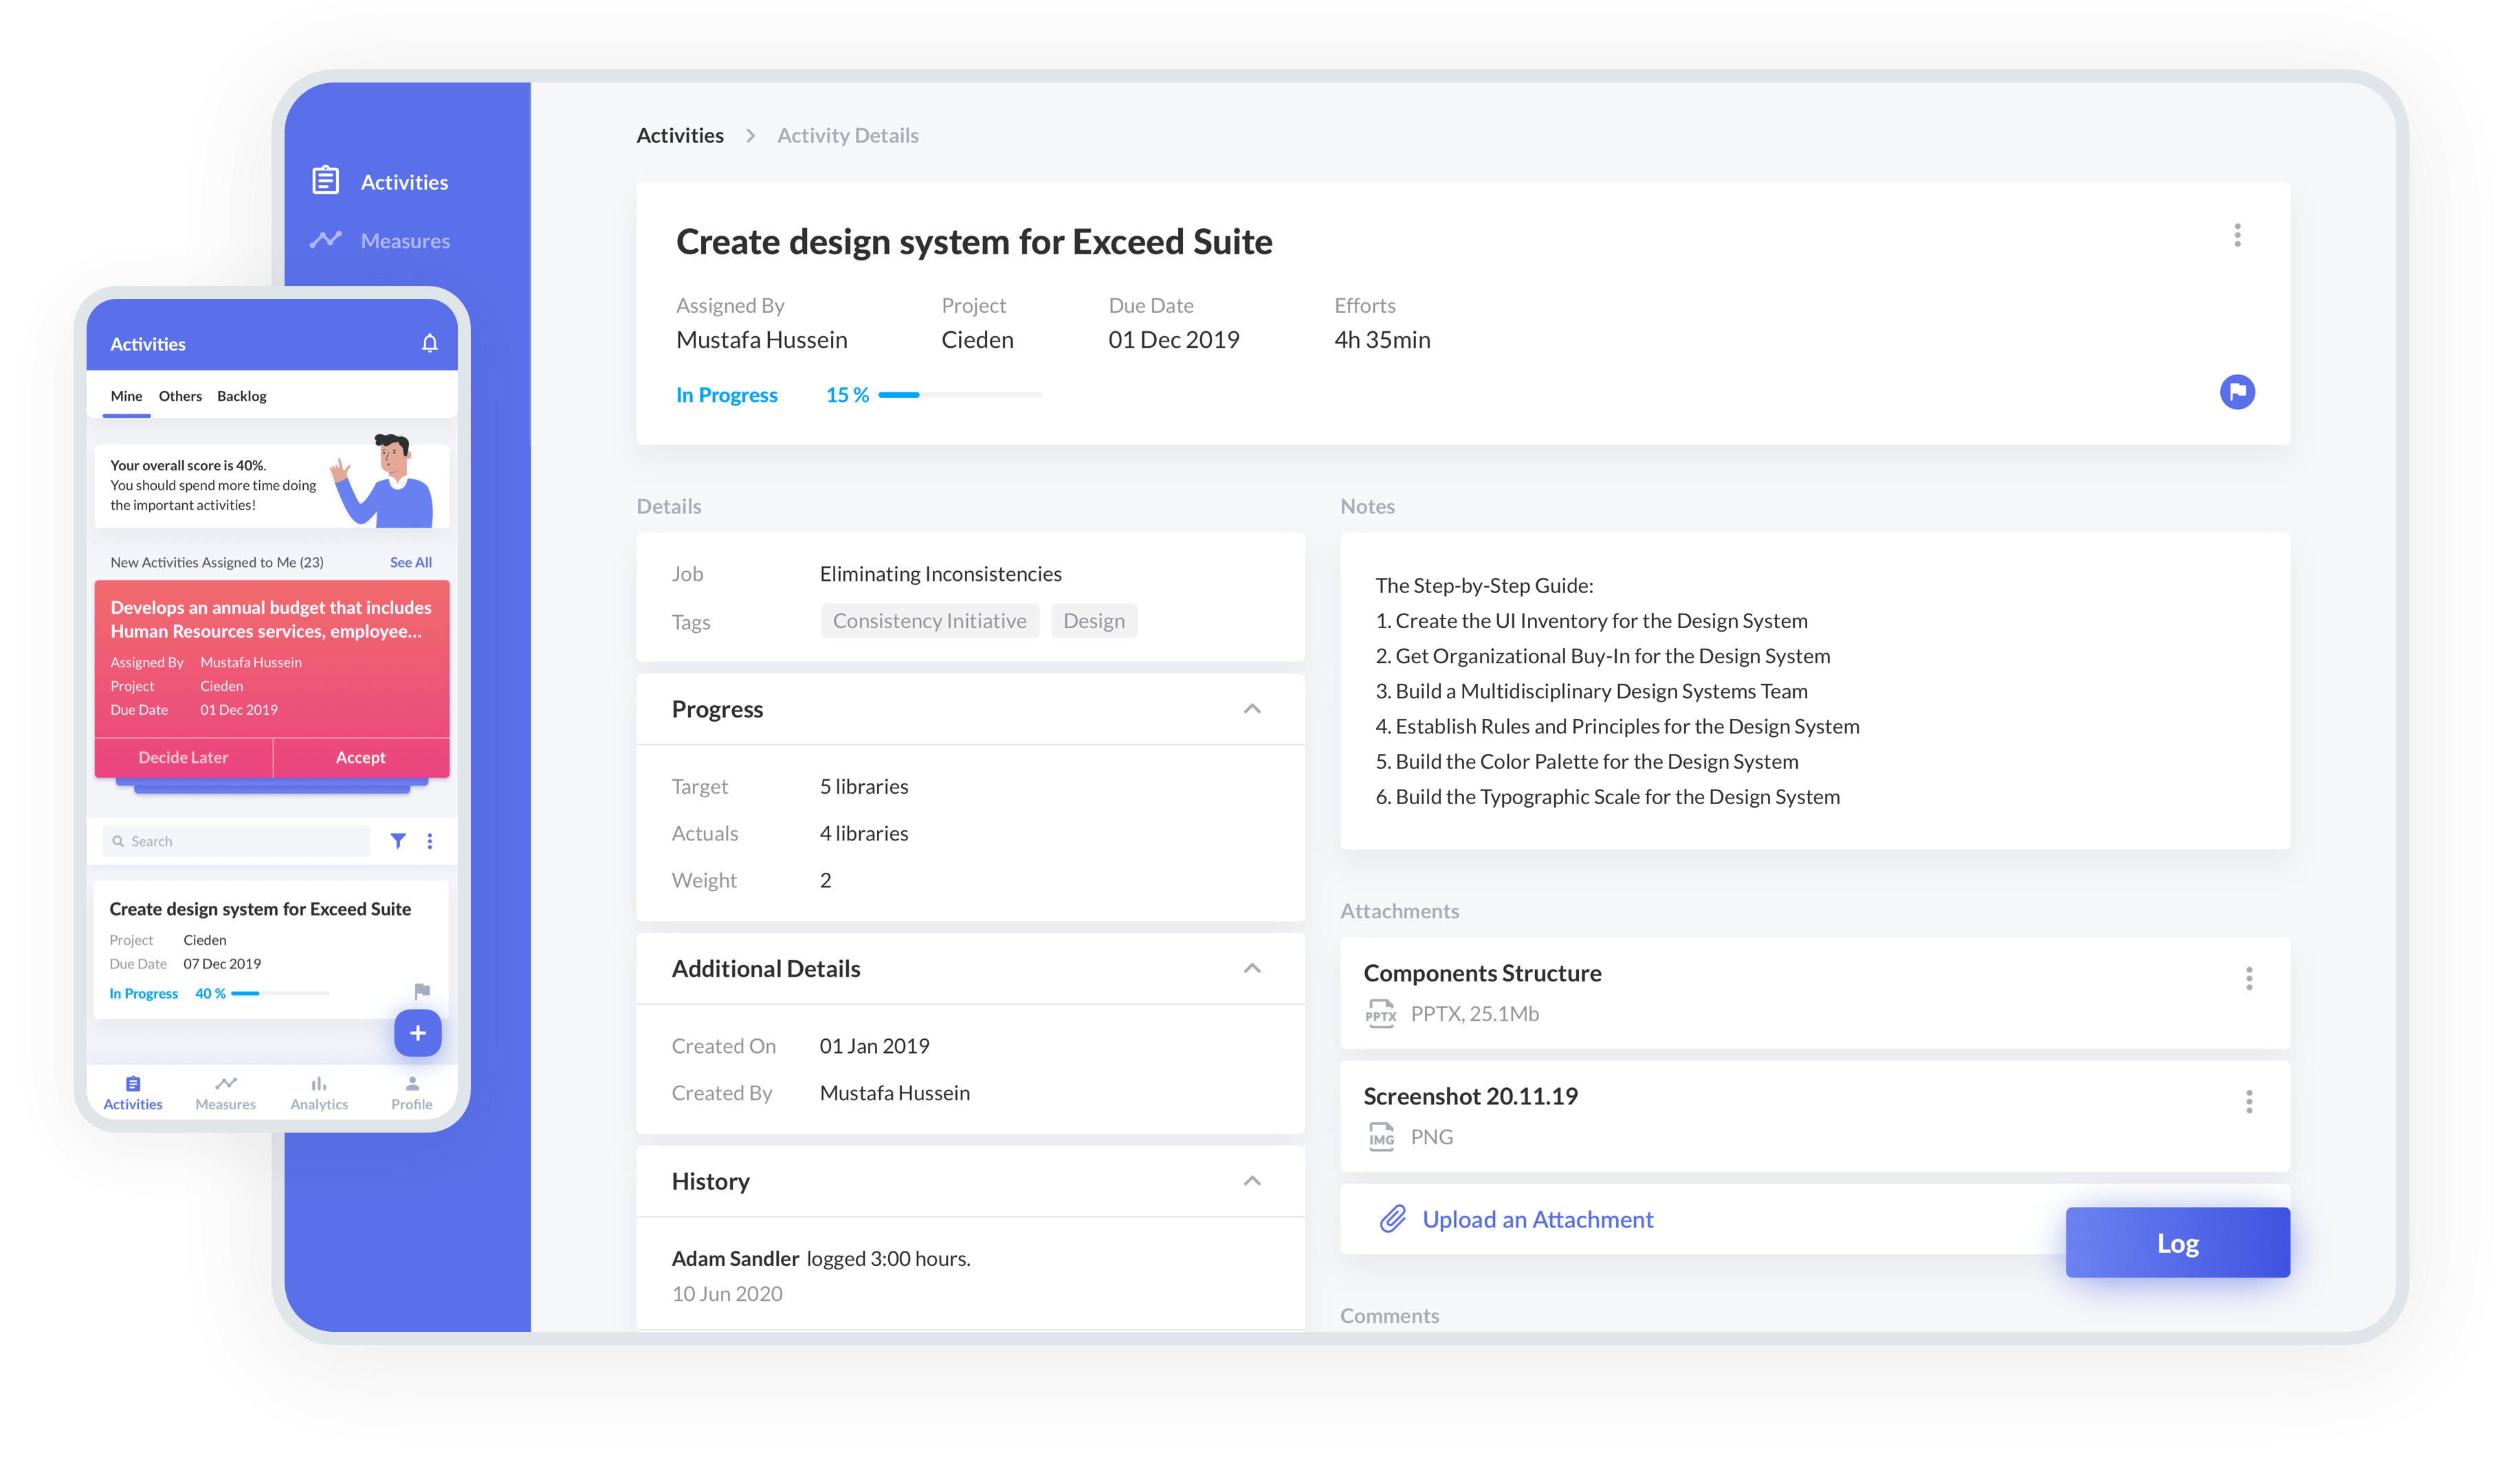 Activities
Measures
Activities > Activity Details
Create design system for Exceed Suite
Assigned By Project Due Date Efforts
Mustafa Hussein Cieden 01 Dec 2019 4h 35min
In Progress 15 %
Details
Job Eliminating Inconsistencies
Tags Consistency Initiative Design
Progress
Target 5 libraries
Actuals 4 libraries
Weight 2
Additional Details
Created On 01 Jan 2019
Created By Mustafa Hussein
History
Adam Sandler logged 3:00 hours.
10 Jun 2020
Notes
The Step-by-Step Guide:
1. Create the UI Inventory for the Design System
2. Get Organizational Buy-In for the Design System
3. Build a Multidisciplinary Design Systems Team
4. Establish Rules and Principles for the Design System
5. Build the Color Palette for the Design System
6. Build the Typographic Scale for the Design System
Attachments
Components Structure
PPTX PPTX, 25.1Mb
Screenshot 20.11.19
IMG PNG
Upload an Attachment
Log
Comments
Activities
Mine Others Backlog
Your overall score is 40%.
You should spend more time doing
the important activities!
New Activities Assigned to Me (23) See All
Develops an annual budget that includes
Human Resources services, employee...
Assigned By Mustafa Hussein
Project Cieden
Due Date 01 Dec 2019
Decide Later Accept
Search
Create design system for Exceed Suite
Project Cieden
Due Date 07 Dec 2019
In Progress 40 %
Activities Measures Analytics Profile